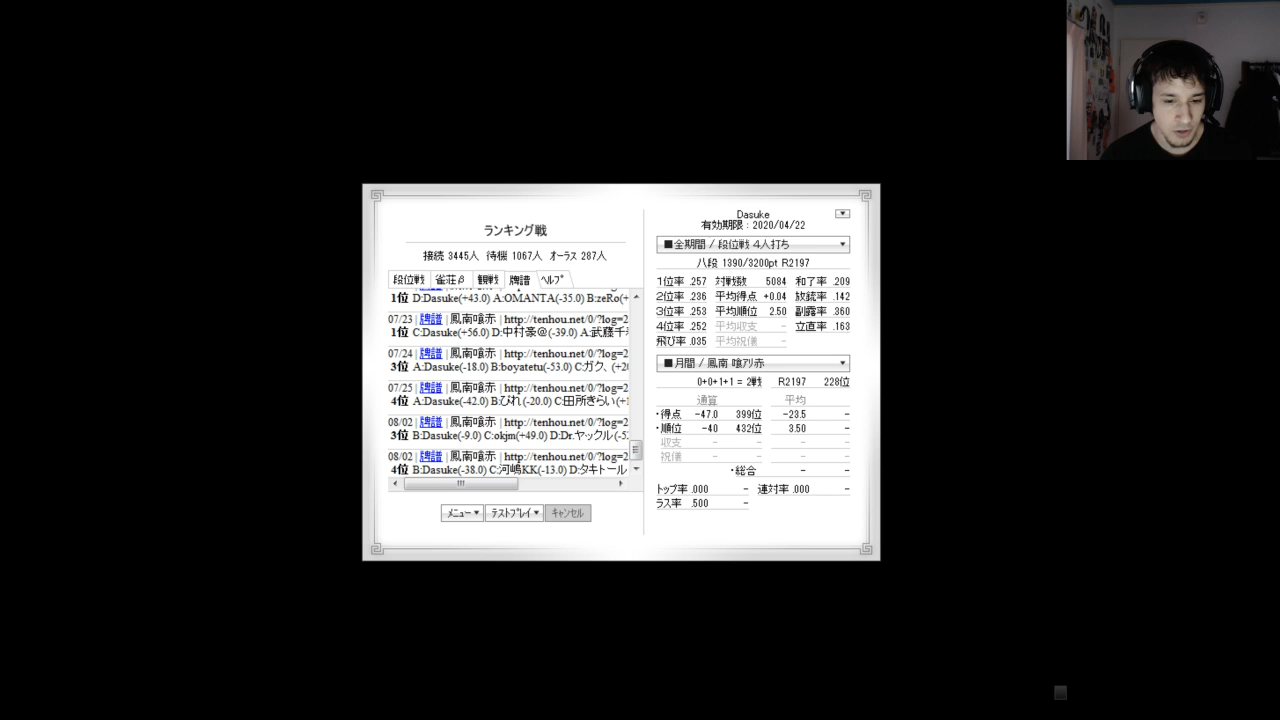 ランキング戦
接続 3445人 待機 1067人 オーラス 287人
段位戦 雀荘β 観戦 牌譜 ヘルプ
1位 D:Dasuke(+43.0) A:OMANTA(-35.0) B:zeRo(+
07/23 | 牌譜 | 鳳南喰赤 | http://tenhou.net/0/?log=2
1位 C:Dasuke(+56.0) D:中村豪@(-39.0) A:武藤千
07/24 | 牌譜 | 鳳南喰赤 | http://tenhou.net/0/?log=2
3位 A:Dasuke(-18.0) B:boyatetu(-53.0) C:ガク、(+2
07/25 | 牌譜 | 鳳南喰赤 | http://tenhou.net/0/?log=2
4位 A:Dasuke(-42.0) B:びれ(-20.0) C:田所きらい(+
08/02 | 牌譜 | 鳳南喰赤 | http://tenhou.net/0/?log=2
3位 B:Dasuke(-9.0) C:okjm(+49.0) D:Dr.ヤックル(-5
08/02 | 牌譜 | 鳳南喰赤 | http://tenhou.net/0/?log=2
4位 B:Dasuke(-38.0) C:河嶋KK(-13.0) D:タキトール
メニュー▼ テストプレイ▼ キャンセル
Dasuke
有効期限 : 2020/04/22
■全期間 / 段位戦 4人打ち
八段 1390/3200pt R2197
1位率 .257 対戦数 5084 和了率 .209
2位率 .236 平均得点 +0.04 放銃率 .142
3位率 .253 平均順位 2.50 副露率 .360
4位率 .252 平均収支 - 立直率 .163
飛び率 .035 平均祝儀 -
■月間 / 鳳南 喰アリ赤
0+0+1+1 = 2戦 R2197 228位
通算 平均
・得点 -47.0 399位 -23.5 -
・順位 -40 432位 3.50 -
収支 - - - -
祝儀 - - - -
・総合 - -
トップ率 .000 - 連対率 .000 -
ラス率 .500 -